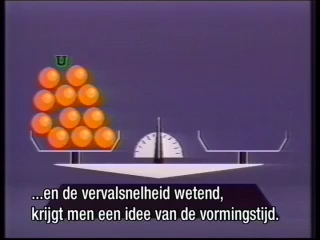 U
...en de vervalsnelheid wetend,
krijgt men een idee van de vormingstijd.